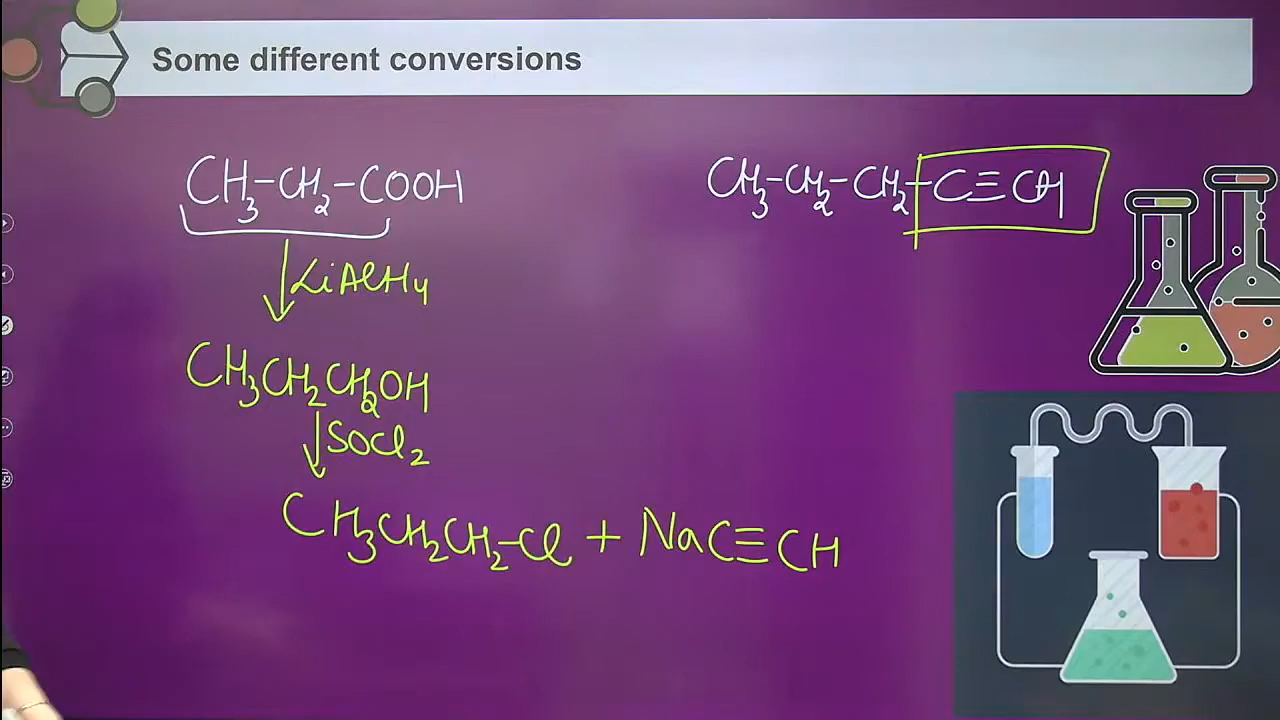 Some different conversions
CH3-CH2-COOH
CH3-CH2-CH2-C≡CH
LiAlH4
CH3CH2CH2OH
SOCl2
CH3CH2CH2-Cl + NaC≡CH